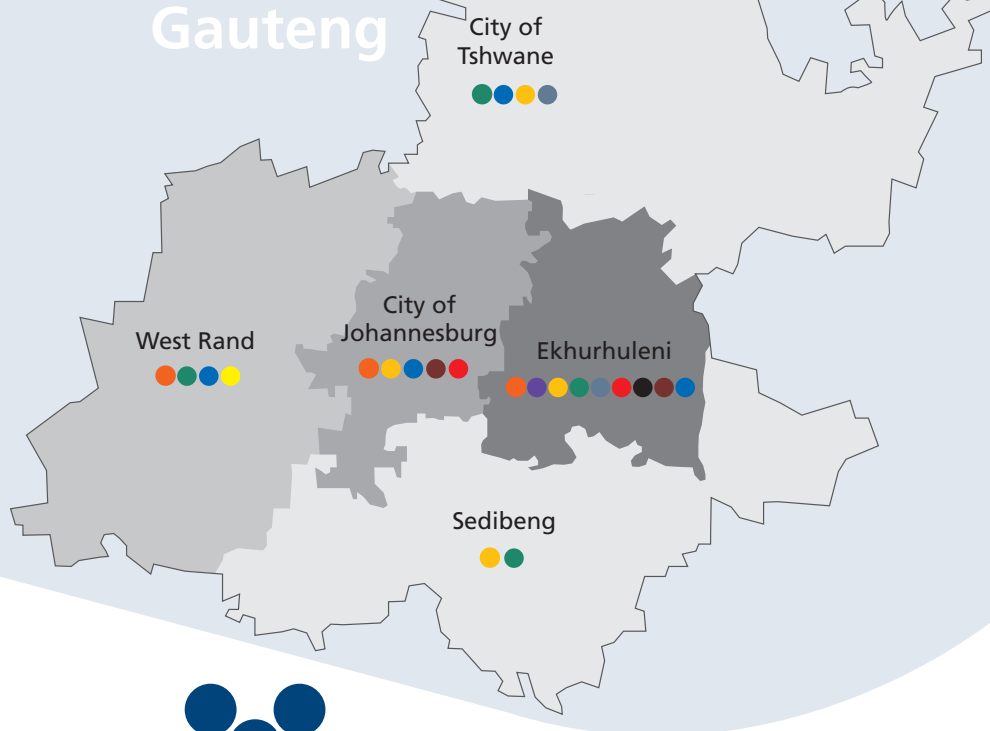 Gauteng
City of
Tshwane
City of
Johannesburg
West Rand
Ekhurhuleni
Sedibeng